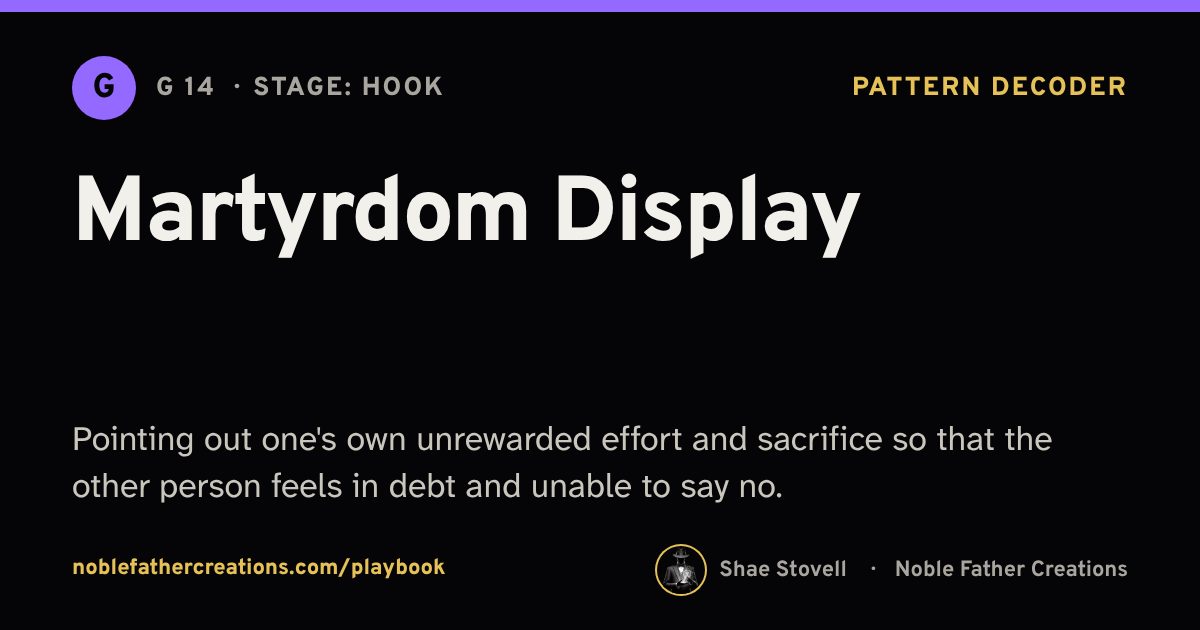 G
G 14 · STAGE: HOOK
PATTERN DECODER
Martyrdom Display
Pointing out one's own unrewarded effort and sacrifice so that the
other person feels in debt and unable to say no.
noblefathercreations.com/playbook
Shae Stovell · Noble Father Creations